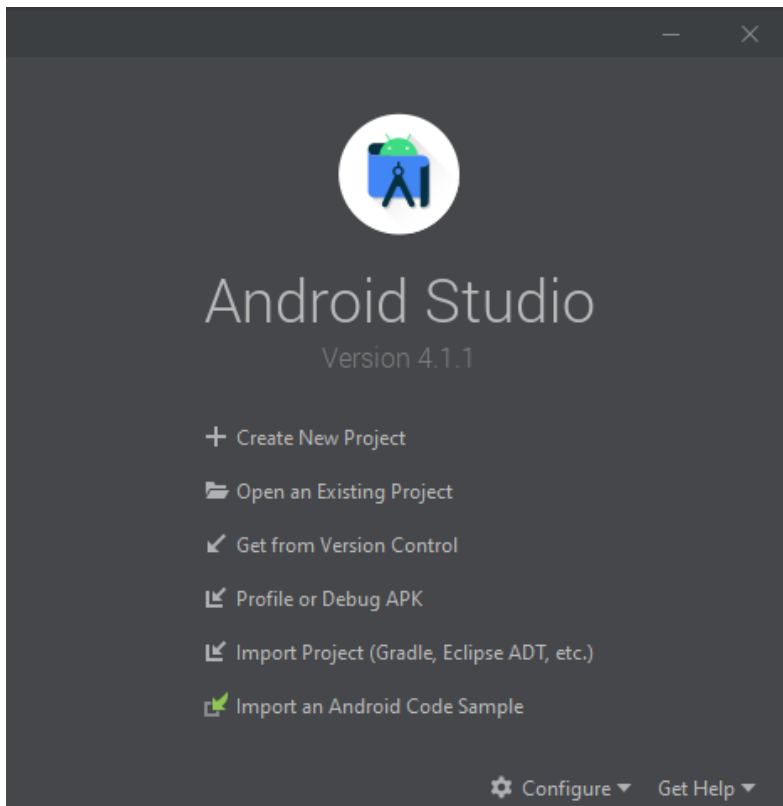 Android Studio
Version 4.1.1
Create New Project
Open an Existing Project
Get from Version Control
Profile or Debug APK
Import Project (Gradle, Eclipse ADT, etc.)
Import an Android Code Sample
Configure Get Help